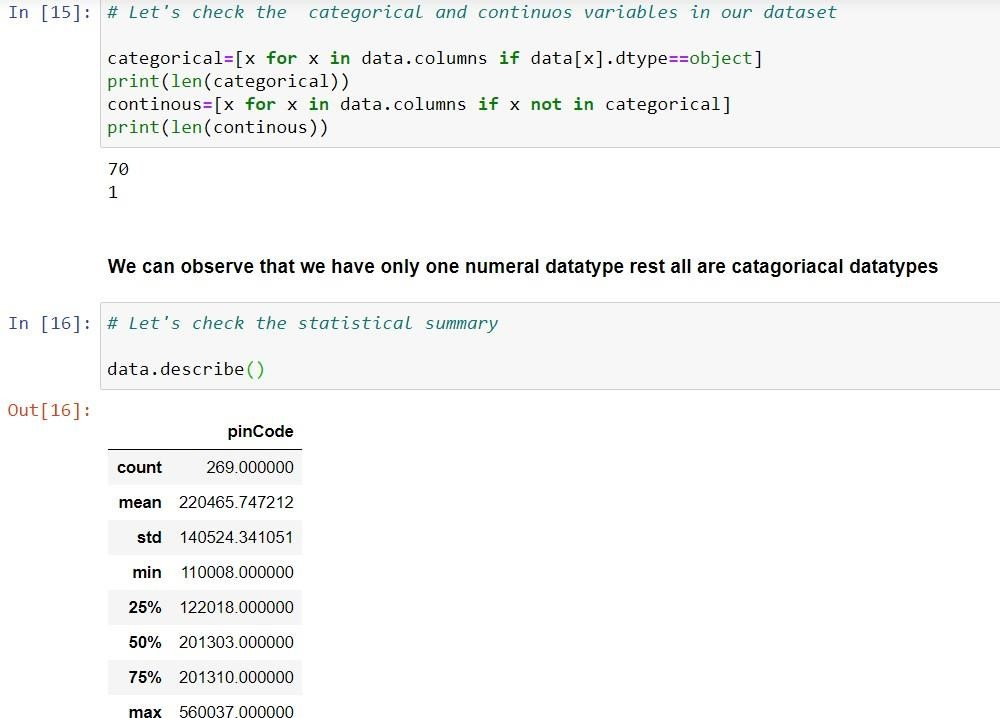 In [15]: # Let's check the  categorical and continuos variables in our dataset
categorical=[x for x in data.columns if data[x].dtype==object]
print(len(categorical))
continous=[x for x in data.columns if x not in categorical]
print(len(continous))
70
1
We can observe that we have only one numeral datatype rest all are catagoriacal datatypes
In [16]: # Let's check the statistical summary
data.describe()
Out[16]:
pinCode
count 269.000000
mean 220465.747212
std 140524.341051
min 110008.000000
25% 122018.000000
50% 201303.000000
75% 201310.000000
max 560037.000000